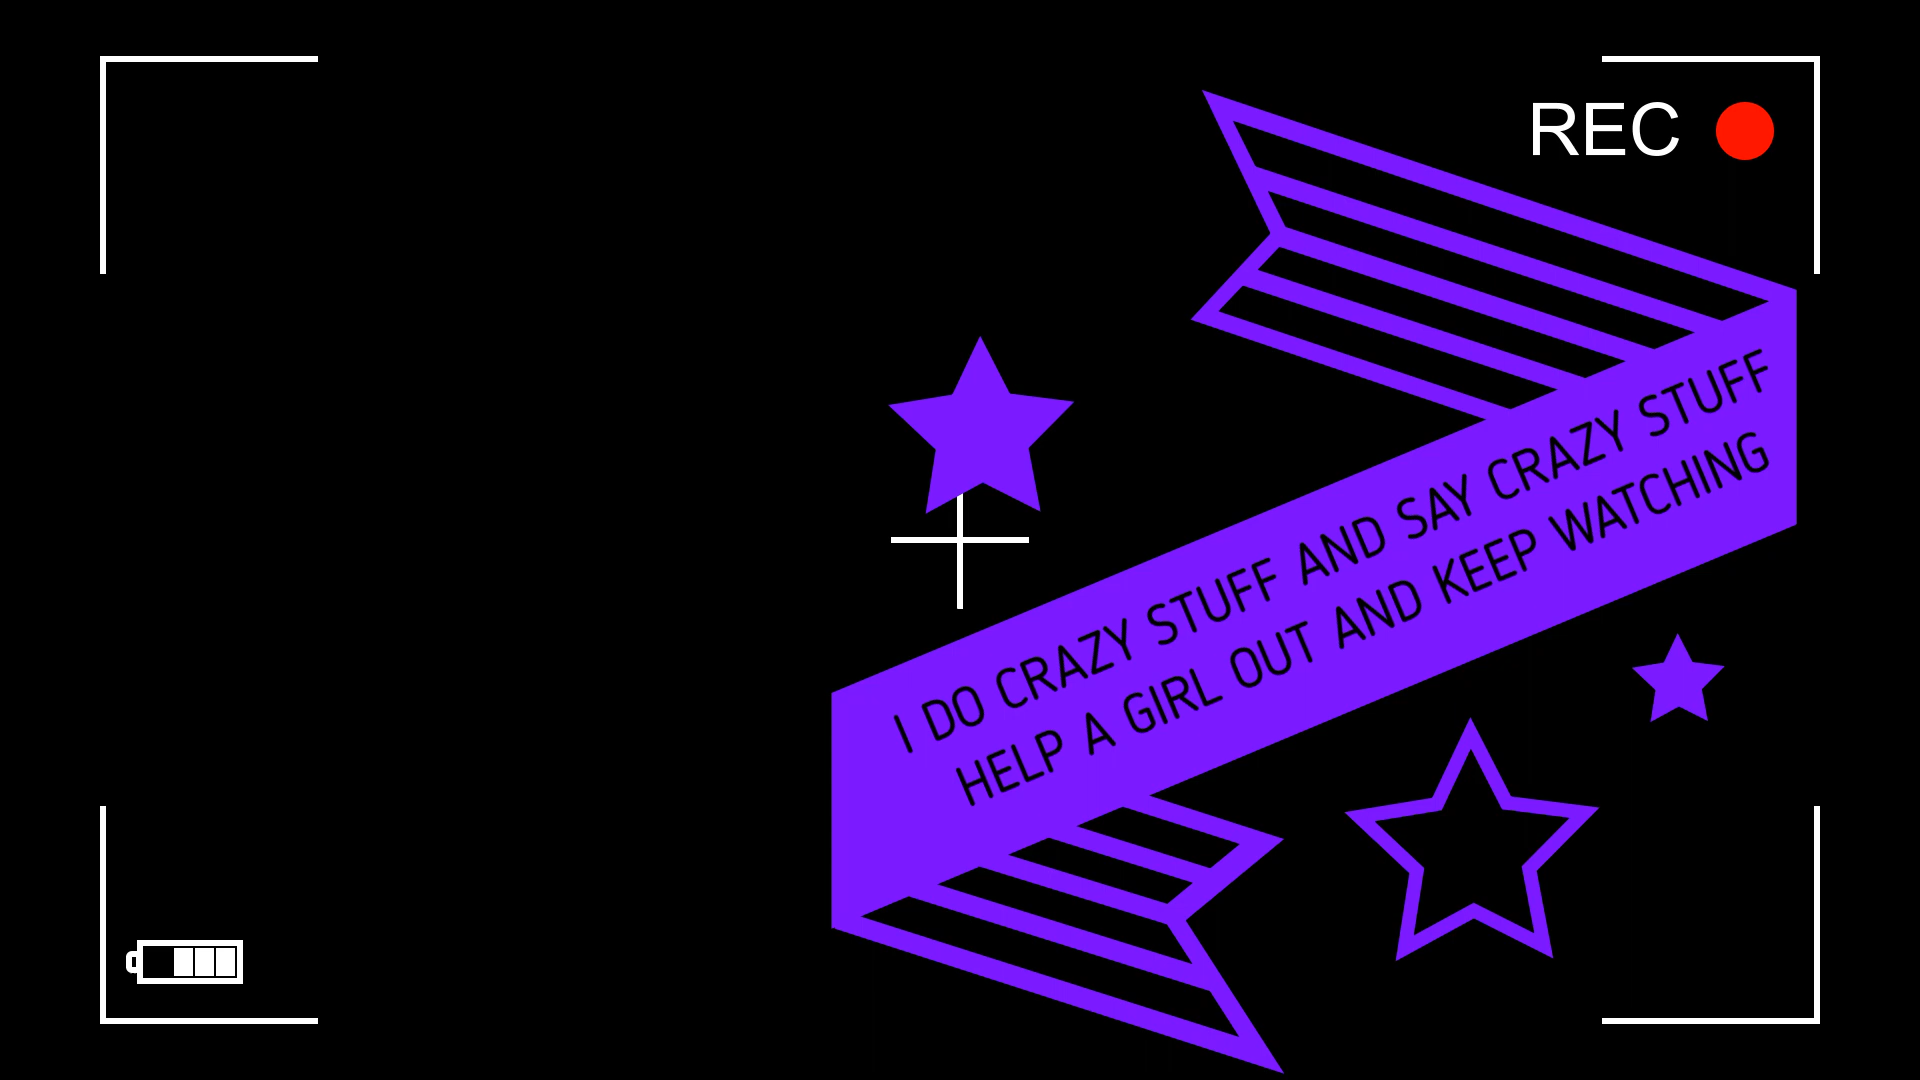 REC
I DO CRAZY STUFF AND SAY CRAZY STUFF
HELP A GIRL OUT AND KEEP WATCHING